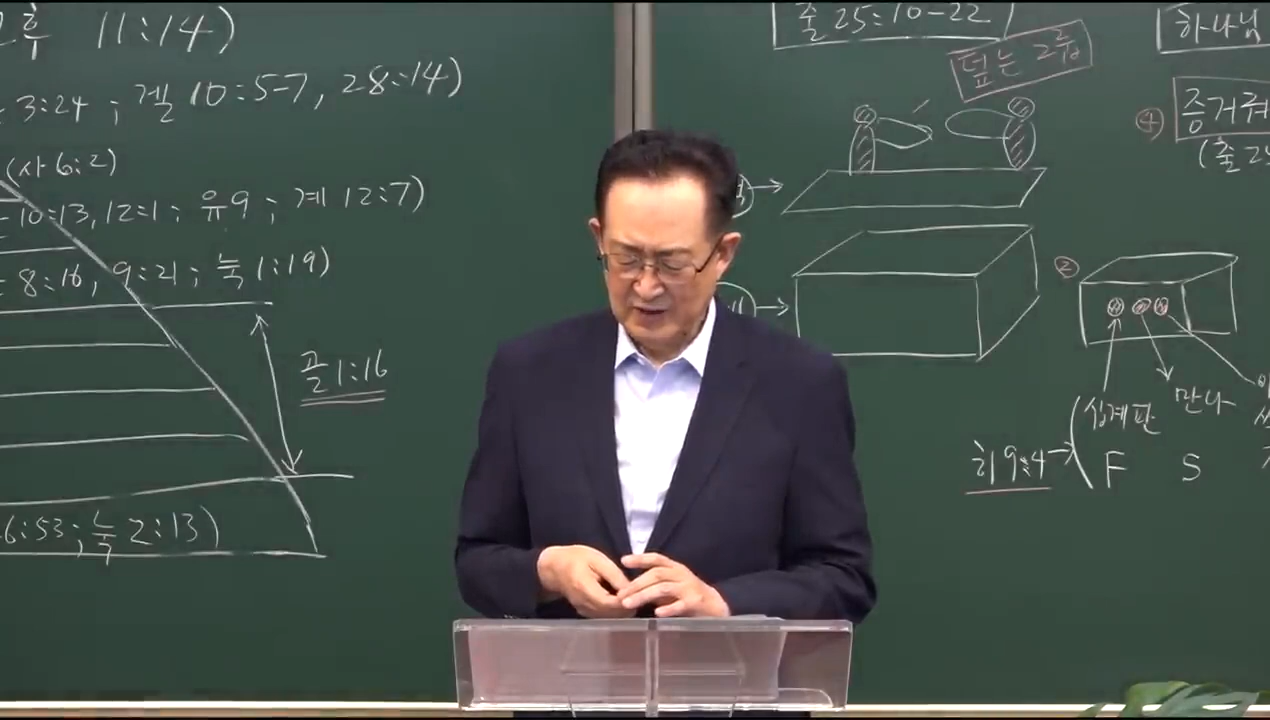 후 11:14)
3:24 ; 겔 10:5-7, 28:14)
(사 6:2)
10:13, 12:1 ; 유9 ; 계 12:7)
8:16, 9:21 ; 눅 1:19)
골 1:16
6:53 ; 눅 2:13)
출 25:10-22
덮는 그룹
하나님
④ 증거궤
(출 25
②
십계판
만나
히 9:4
F
S